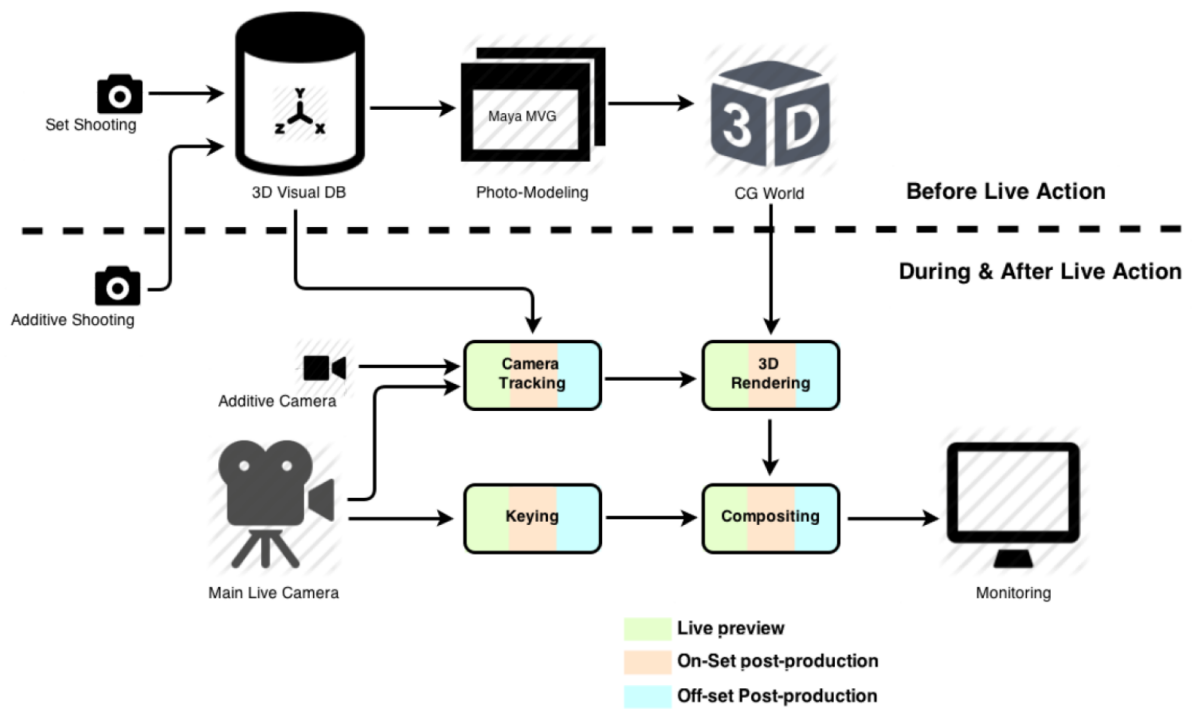 Set Shooting
Y
Z
X
3D Visual DB
Maya MVG
Photo-Modeling
3D
CG World
Before Live Action
During & After Live Action
Additive Shooting
Additive Camera
Camera
Tracking
3D
Rendering
Main Live Camera
Keying
Compositing
Monitoring
Live preview
On-Set post-production
Off-set Post-production